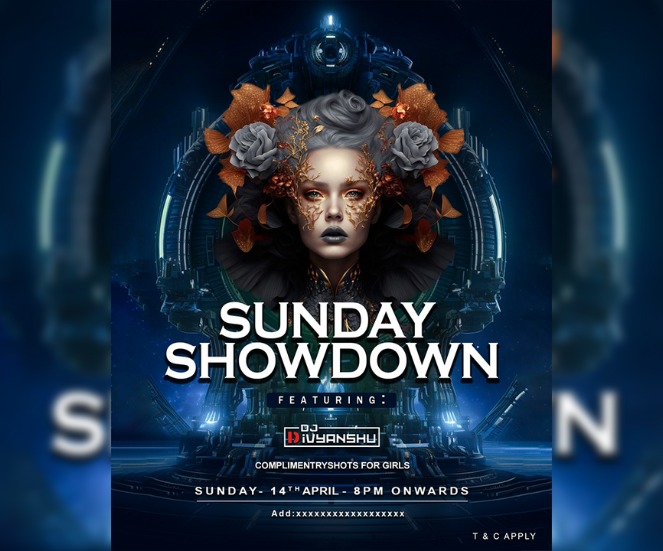 SUNDAY
SHOWDOWN
FEATURING:
DJ
DIVYANSHU
COMPLIMENTRYSHOTS FOR GIRLS
SUNDAY- 14TH APRIL - 8PM ONWARDS
Add:xxxxxxxxxxxxxxxxxx
T & C APPLY